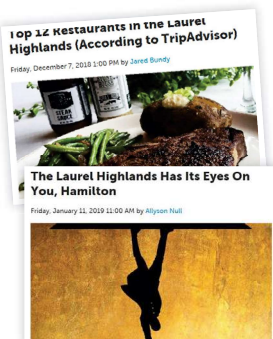 Top 12 Restaurants in the Laurel
Highlands (According to TripAdvisor)
Friday, December 7, 2018 1:00 PM by Jared Bundy
STEAK
SAUCE
The Laurel Highlands Has Its Eyes On
You, Hamilton
Friday, January 11, 2019 11:00 AM by Allyson Null